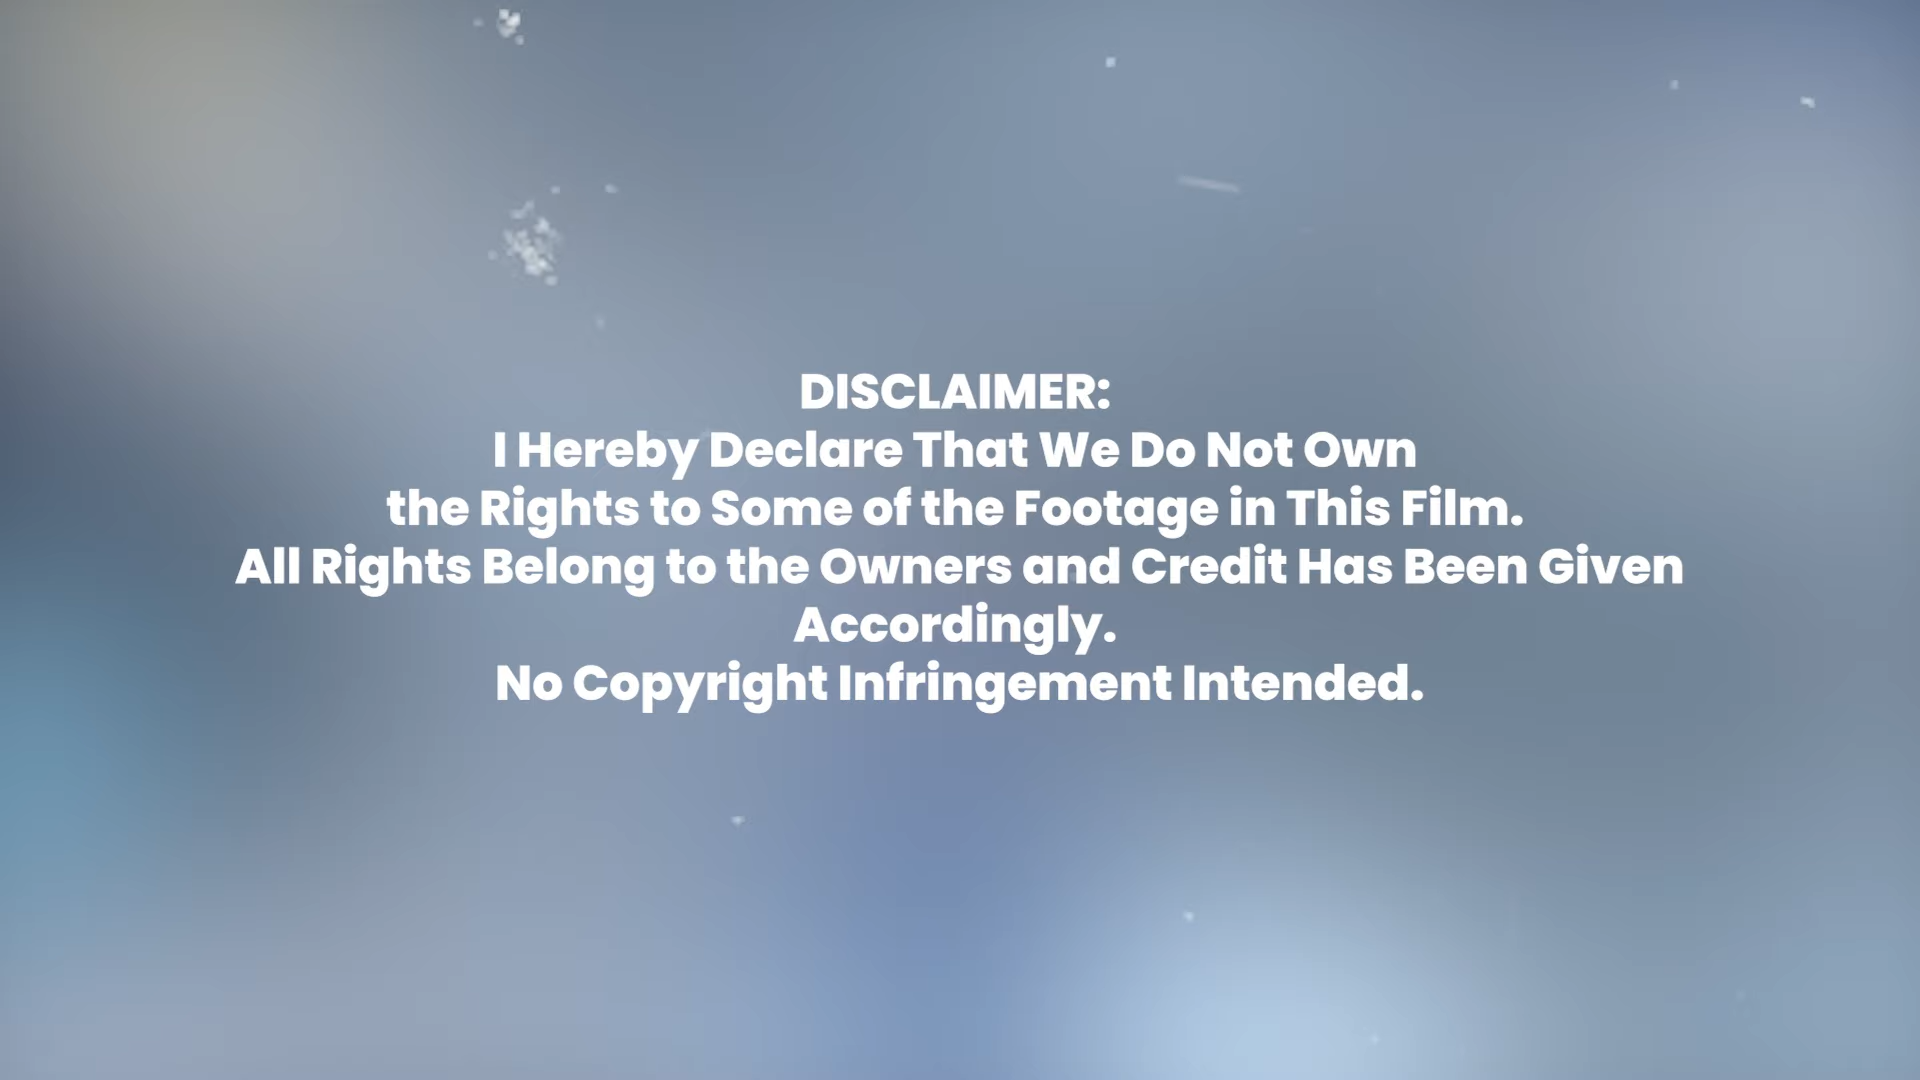 DISCLAIMER:
I Hereby Declare That We Do Not Own
the Rights to Some of the Footage in This Film.
All Rights Belong to the Owners and Credit Has Been Given
Accordingly.
No Copyright Infringement Intended.